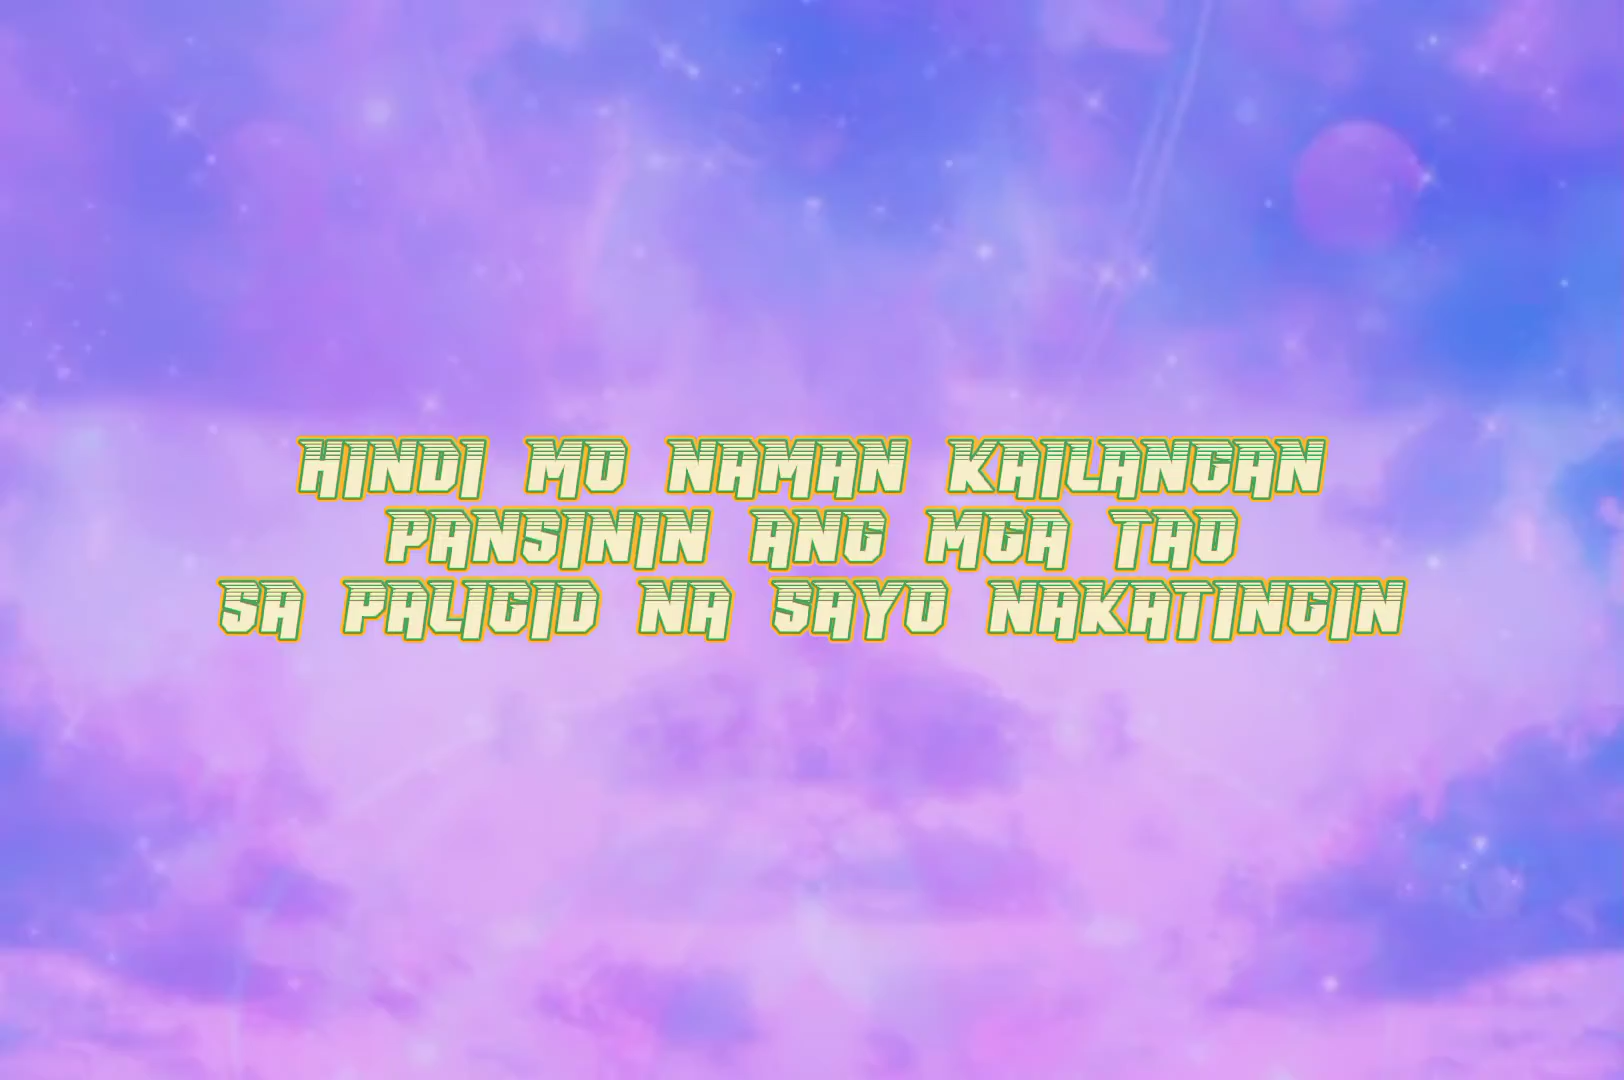 HINDI MO NAMAN KAILANGAN
PANSININ ANG MGA TAO
SA PALIGID NA SAYO NAKATINGIN